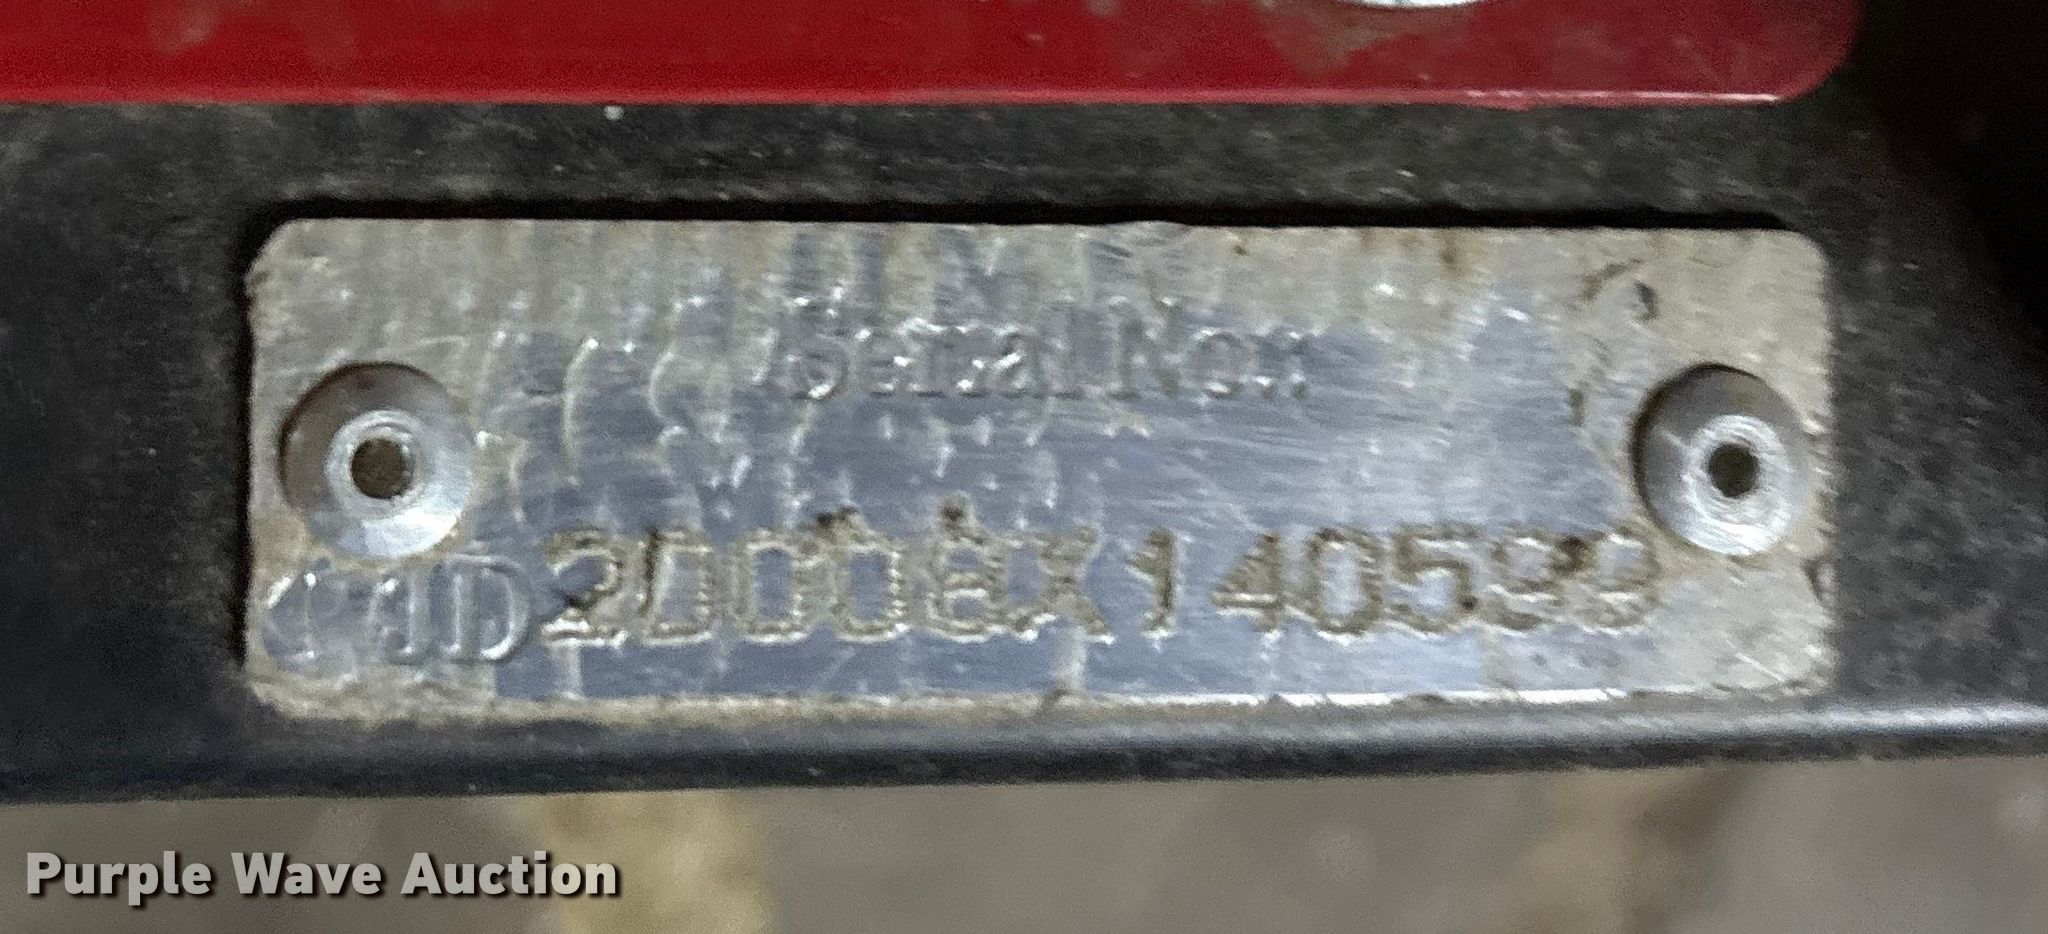 Serial No.:
2D008X140599
Purple Wave Auction